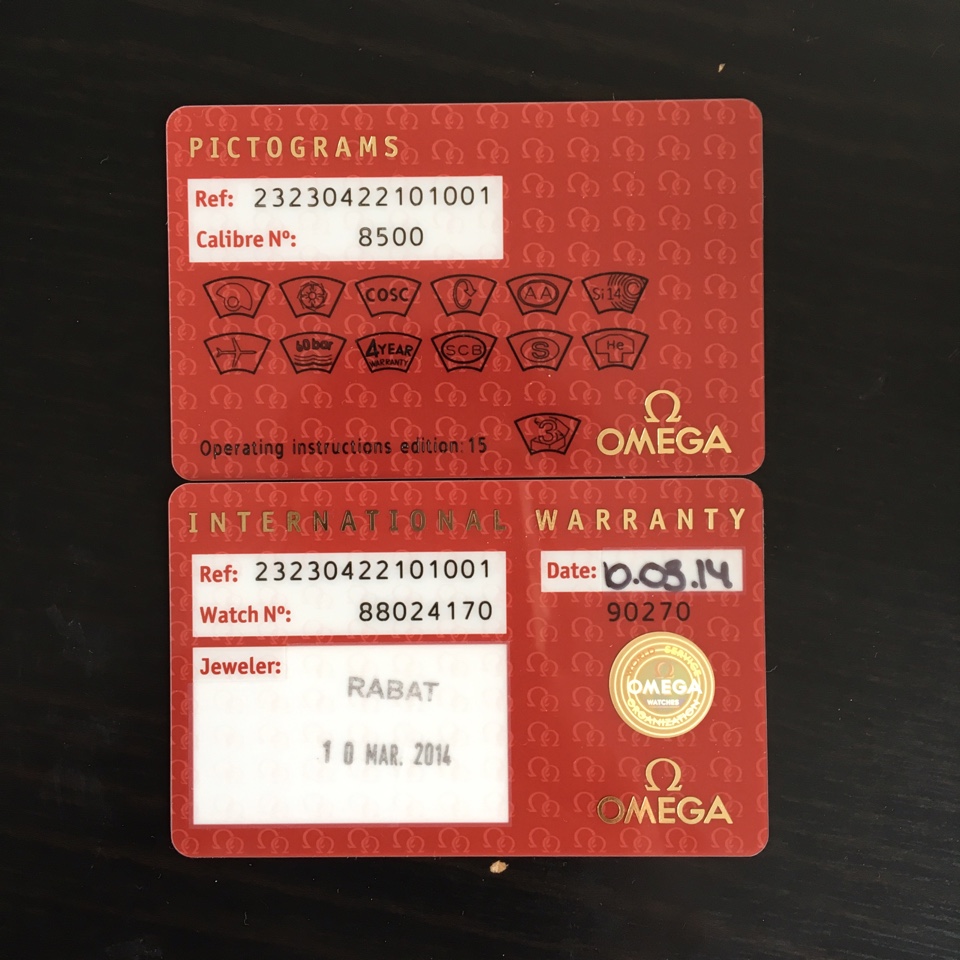 PICTOGRAMS
Ref: 23230422101001
Calibre Nº: 8500
COSC AA Si14
60 bar 4 YEAR WARRANTY SCB S He
Operating instructions edition: 15 3 Ω OMEGA
INTERNATIONAL WARRANTY
Ref: 23230422101001 Date: 10.03.14
Watch Nº: 88024170 90270
Jeweler:
RABAT
10 MAR. 2014
SERVICE
Ω
OMEGA
WATCHES
ORGANIZATION
Ω
OMEGA